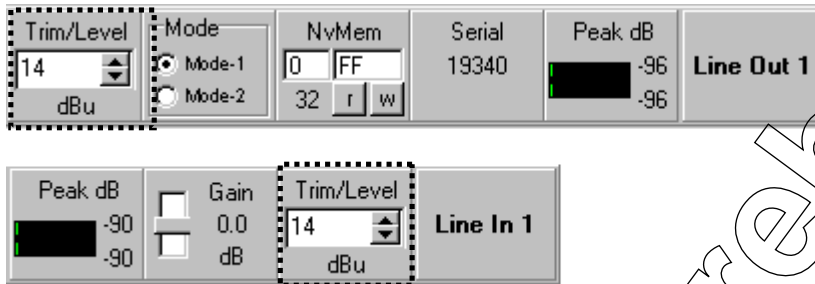 Trim/Level Mode NvMem Serial Peak dB
14 Mode-1 0 FF 19340 -96 Line Out 1
dBu Mode-2 32 r w -96
Peak dB Gain Trim/Level
-90 0.0 14 Line In 1
-90 dB dBu